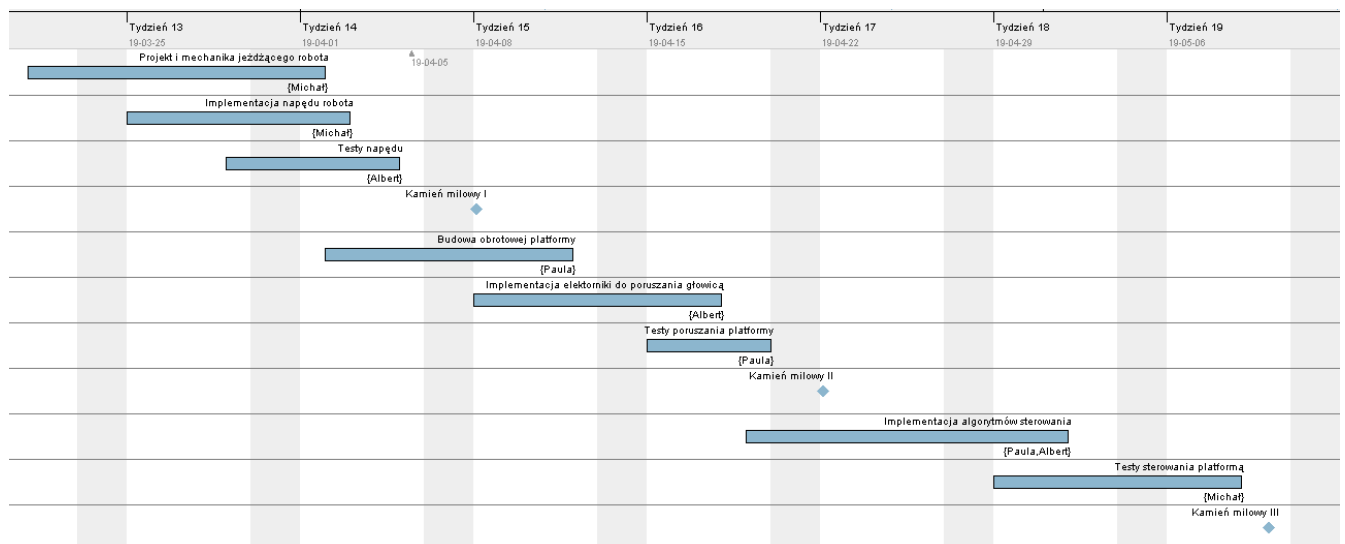 Tydzień 13 Tydzień 14 Tydzień 15 Tydzień 16 Tydzień 17 Tydzień 18 Tydzień 19
19-03-25 19-04-01 19-04-08 19-04-15 19-04-22 19-04-29 19-05-06
19-04-05
Projekt i mechanika jeżdżącego robota
{Michał}
Implementacja napędu robota
{Michał}
Testy napędu
{Albert}
Kamień milowy I
Budowa obrotowej platformy
{Paula}
Implementacja elektorniki do poruszania głowicą
{Albert}
Testy poruszania platformy
{Paula}
Kamień milowy II
Implementacja algorytmów sterowania
{Paula,Albert}
Testy sterowania platformą
{Michał}
Kamień milowy III